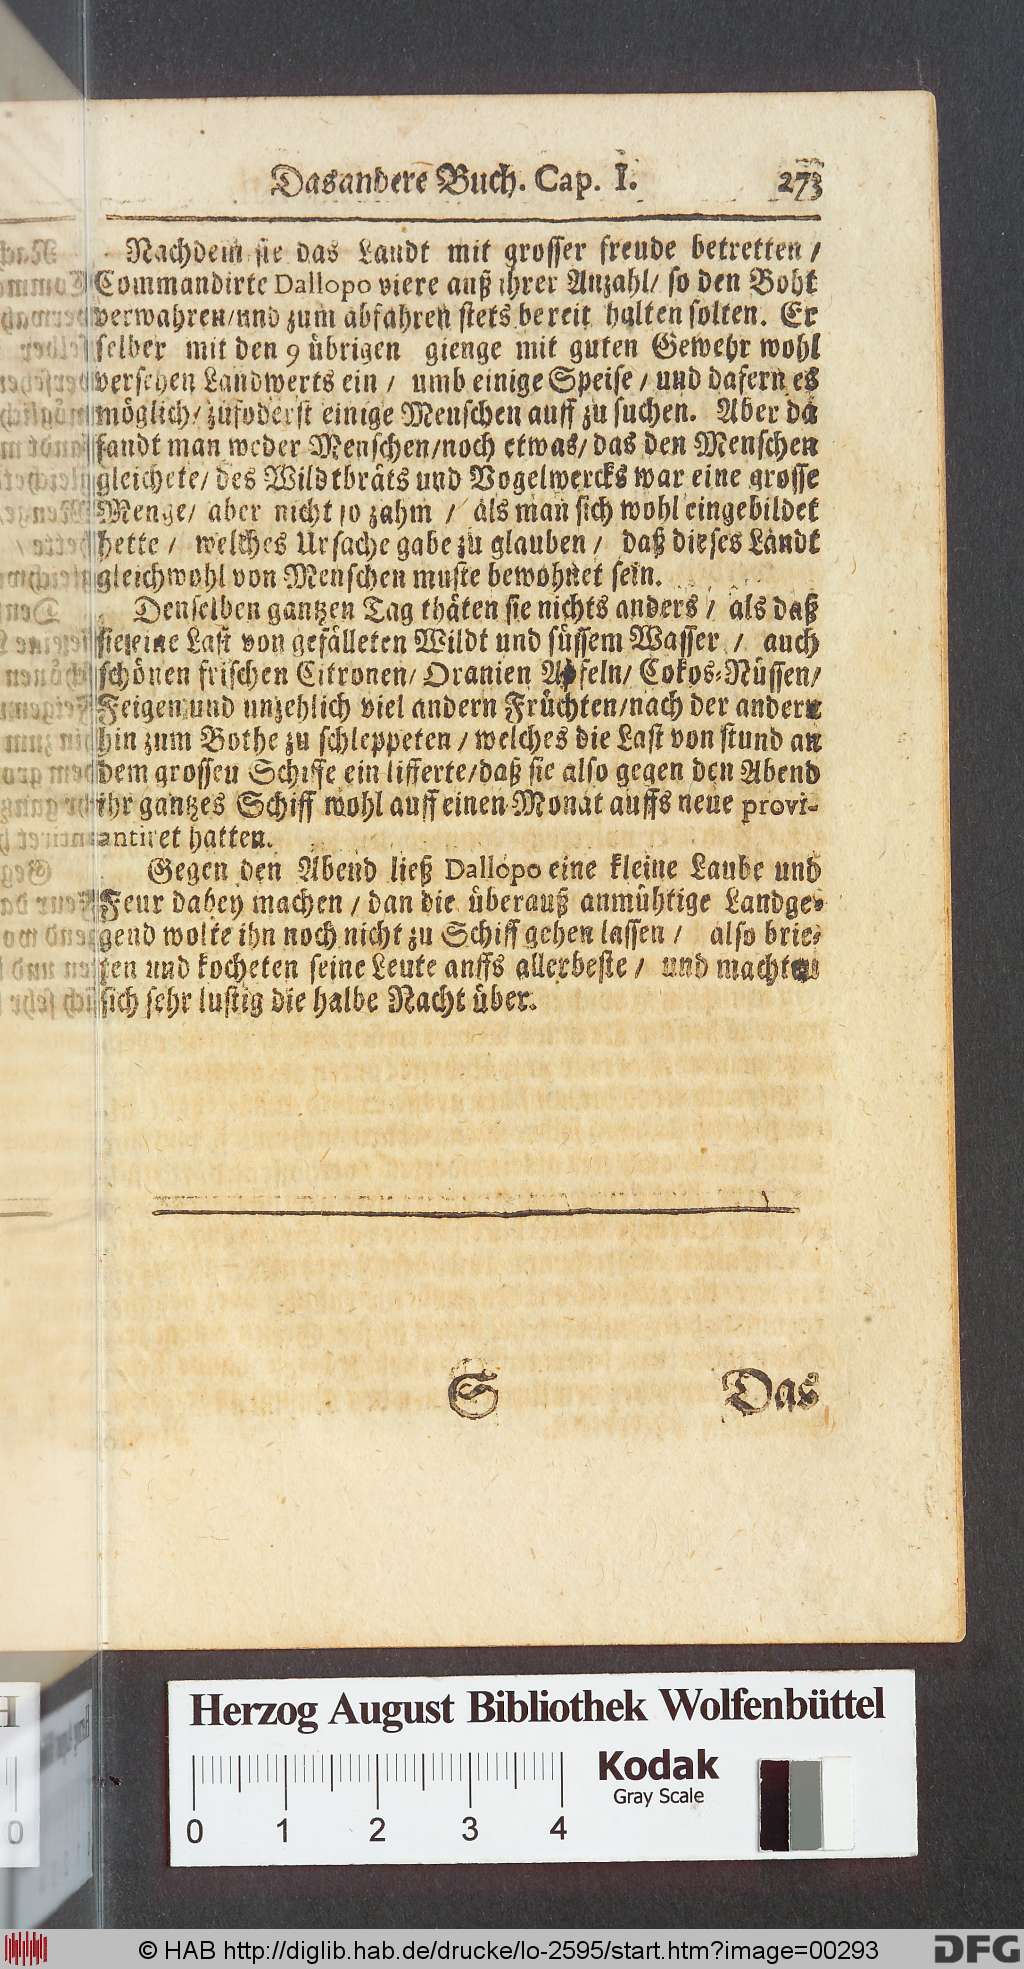 Das andere Buch. Cap. I. 273
Nachdem sie das Landt mit grosser freude betretten /
Commandirte Dallopo viere auß ihrer Anzahl/ so den Boht
verwahren/und zum abfahren stets bereit halten solten. Er
selber mit den 9 übrigen gienge mit guten Gewehr wohl
versehen Landwerts ein / umb einige Speise / und dafern es
möglich/ zufoderst einige Menschen auff zu suchen. Aber da
fandt man weder Menschen/noch etwas/ das den Menschen
gleichete/ des Wildtbräts und Vogelwercks war eine grosse
Menge/ aber nicht so zahm / als man sich wohl eingebildet
hette / welches Ursache gabe zu glauben / daß dieses Landt
gleichwohl von Menschen muste bewohnet sein.
Denselben gantzen Tag thäten sie nichts anders / als daß
sie eine Last von gefälleten Wildt und süssem Wasser / auch
schönen frischen Citronen/ Oranien Apfeln/ Cokos-Nüssen/
Feigen und unzehlich viel andern Früchten/nach der andern
hin zum Bothe zu schleppeten / welches die Last von stund an
dem grossen Schiffe ein lifferte/daß sie also gegen den Abend
ihr gantzes Schiff wohl auff einen Monat auffs neue provi-
antiret hatten.
Gegen den Abend ließ Dallopo eine kleine Laube und
Feur dabey machen / dan die überauß anmühtige Landge-
gend wolte ihn noch nicht zu Schiff gehen lassen / also brie-
ten und kocheten seine Leute auffs allerbeste / und machten
sich sehr lustig die halbe Nacht über.
S Das
Herzog August Bibliothek Wolfenbüttel
Kodak
Gray Scale
0 1 2 3 4
0
© HAB http://diglib.hab.de/drucke/lo-2595/start.htm?image=00293
DFG